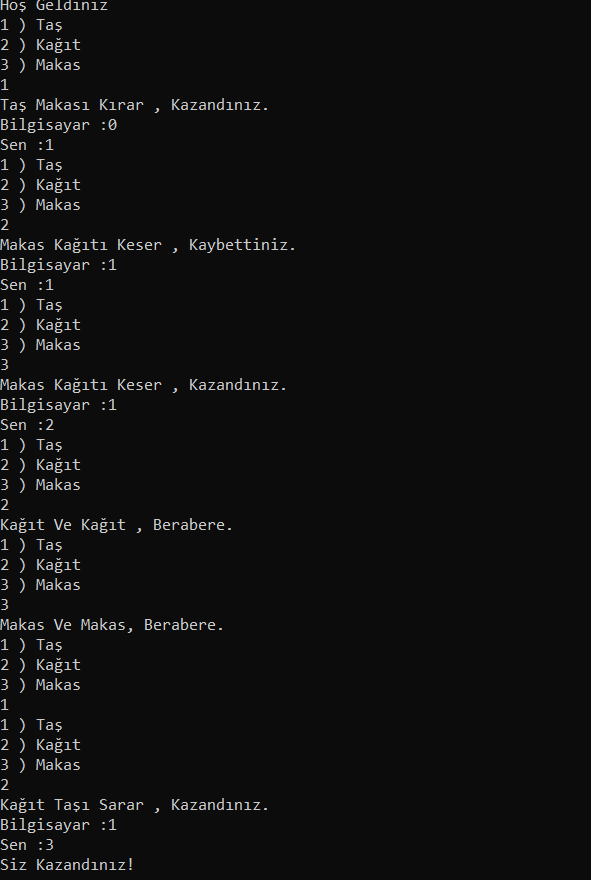 Hoş Geldiniz
1 ) Taş
2 ) Kağıt
3 ) Makas
1
Taş Makası Kırar , Kazandınız.
Bilgisayar :0
Sen :1
1 ) Taş
2 ) Kağıt
3 ) Makas
2
Makas Kağıtı Keser , Kaybettiniz.
Bilgisayar :1
Sen :1
1 ) Taş
2 ) Kağıt
3 ) Makas
3
Makas Kağıtı Keser , Kazandınız.
Bilgisayar :1
Sen :2
1 ) Taş
2 ) Kağıt
3 ) Makas
2
Kağıt Ve Kağıt , Berabere.
1 ) Taş
2 ) Kağıt
3 ) Makas
3
Makas Ve Makas, Berabere.
1 ) Taş
2 ) Kağıt
3 ) Makas
1
1 ) Taş
2 ) Kağıt
3 ) Makas
2
Kağıt Taşı Sarar , Kazandınız.
Bilgisayar :1
Sen :3
Siz Kazandınız!